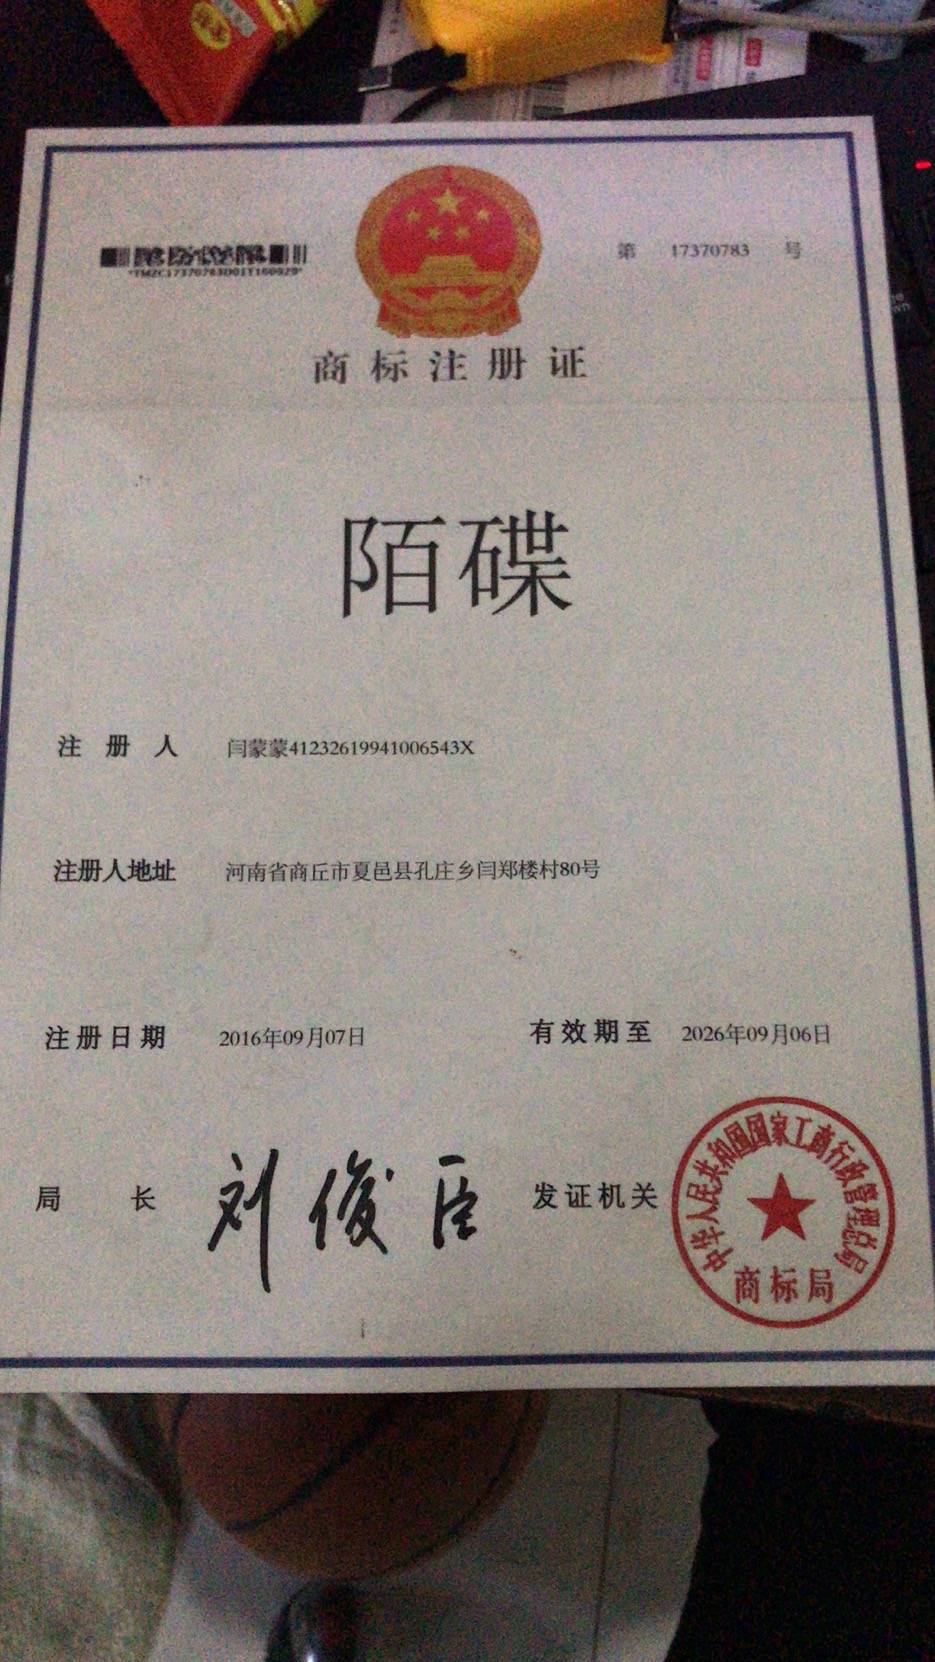 *TMZC17370783D01Y160929*
第 17370783 号
商标注册证
陌碟
注册人 闫蒙蒙41232619941006543X
注册人地址 河南省商丘市夏邑县孔庄乡闫郑楼村80号
注册日期 2016年09月07日 有效期至 2026年09月06日
局长 刘俊臣 发证机关
中华人民共和国国家工商行政管理总局
商标局